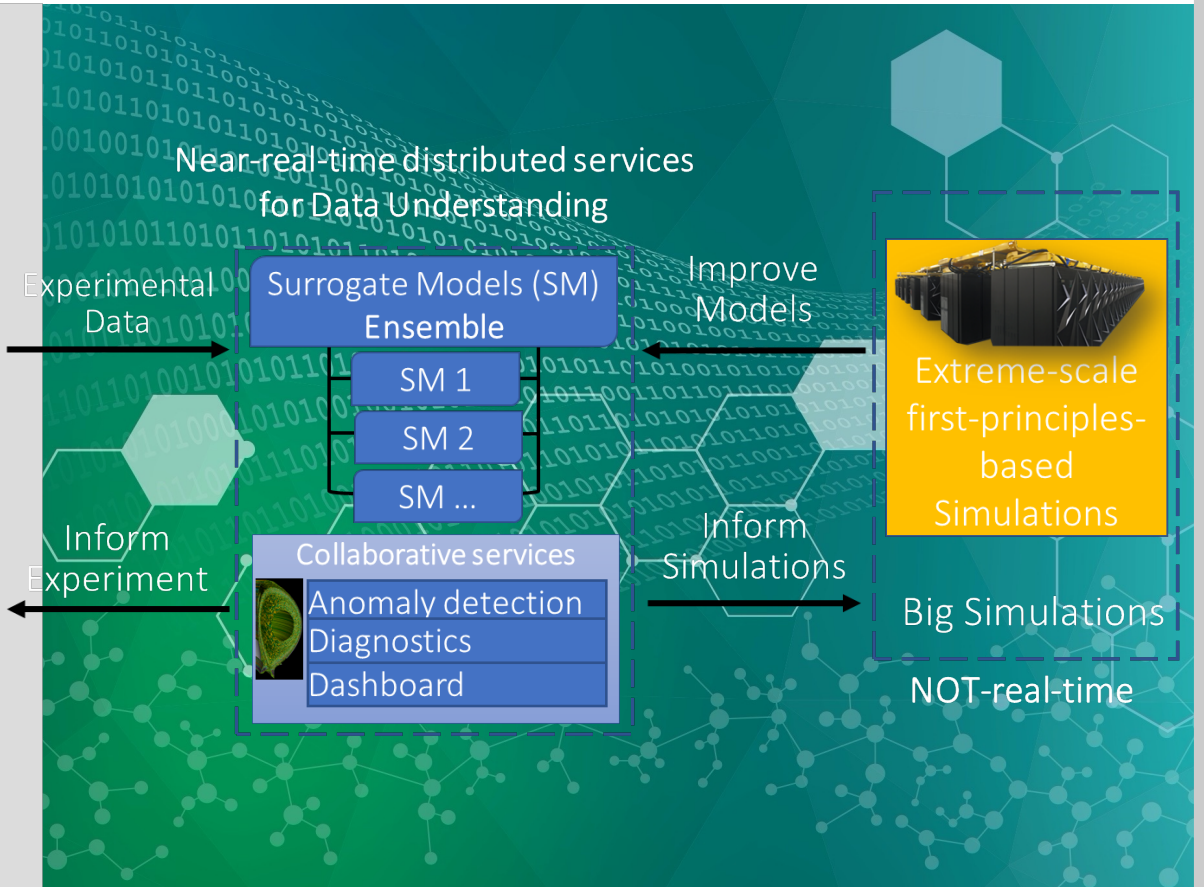 Near-real-time distributed services
for Data Understanding
Experimental
Data
Surrogate Models (SM)
Ensemble
SM 1
SM 2
SM ...
Improve
Models
Extreme-scale
first-principles-
based
Simulations
Inform
Experiment
Collaborative services
Anomaly detection
Diagnostics
Dashboard
Inform
Simulations
Big Simulations
NOT-real-time